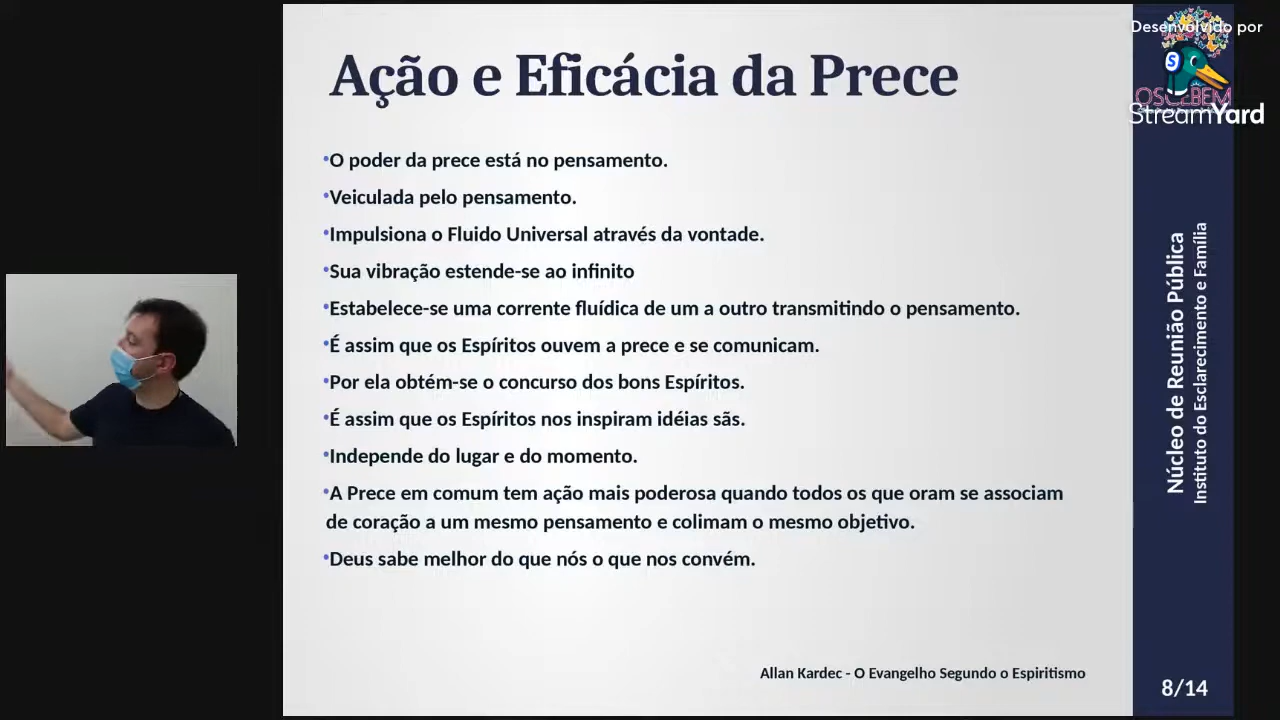 Ação e Eficácia da Prece
•O poder da prece está no pensamento.
•Veiculada pelo pensamento.
•Impulsiona o Fluido Universal através da vontade.
•Sua vibração estende-se ao infinito
•Estabelece-se uma corrente fluídica de um a outro transmitindo o pensamento.
•É assim que os Espíritos ouvem a prece e se comunicam.
•Por ela obtém-se o concurso dos bons Espíritos.
•É assim que os Espíritos nos inspiram idéias sãs.
•Independe do lugar e do momento.
•A Prece em comum tem ação mais poderosa quando todos os que oram se associam
de coração a um mesmo pensamento e colimam o mesmo objetivo.
•Deus sabe melhor do que nós o que nos convém.
Allan Kardec - O Evangelho Segundo o Espiritismo
Desenvolvido por
S
OSCEBEM
StreamYard
Núcleo de Reunião Pública
Instituto do Esclarecimento e Família
8/14